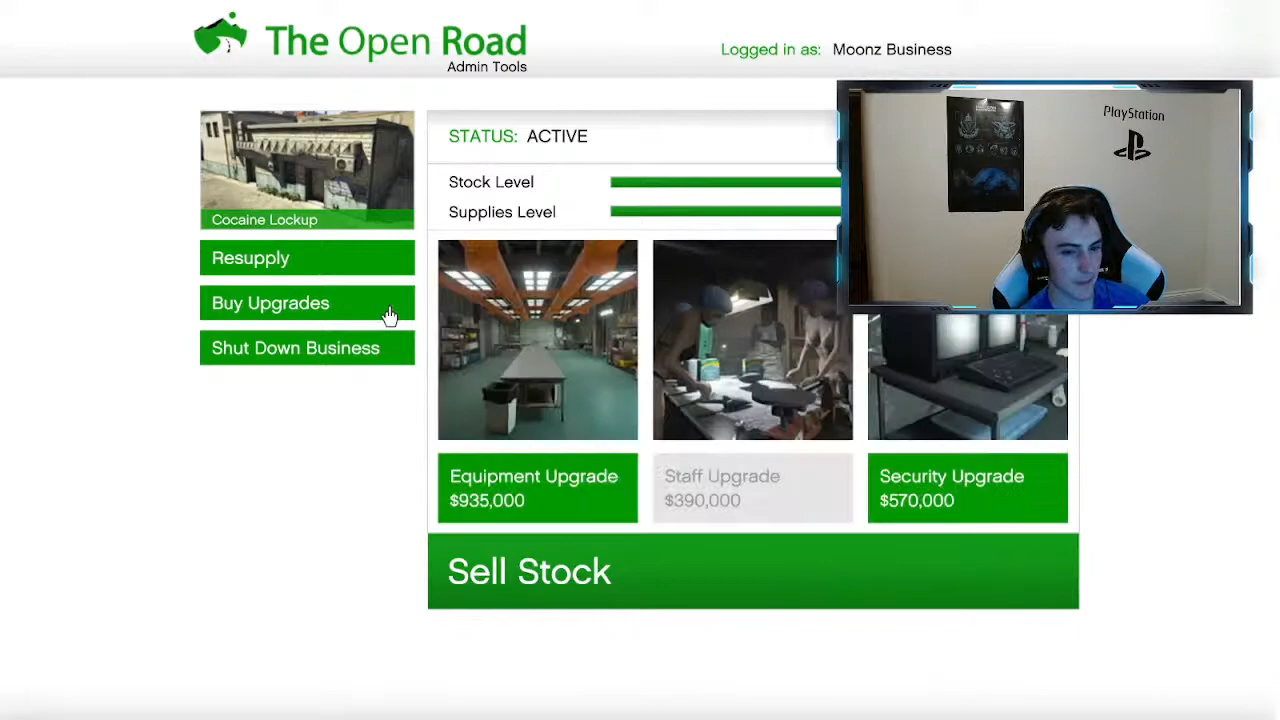 The Open Road
Admin Tools
Logged in as: Moonz Business
PlayStation
STATUS: ACTIVE
Stock Level
Supplies Level
Cocaine Lockup
Resupply
Buy Upgrades
Shut Down Business
Equipment Upgrade
$935,000
Staff Upgrade
$390,000
Security Upgrade
$570,000
Sell Stock